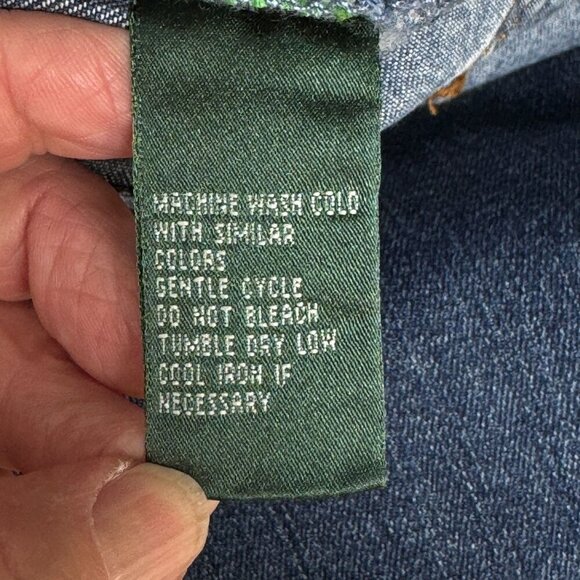 MACHINE WASH COLD
WITH SIMILAR
COLORS
GENTLE CYCLE
DO NOT BLEACH
TUMBLE DRY LOW
COOL IRON IF
NECESSARY